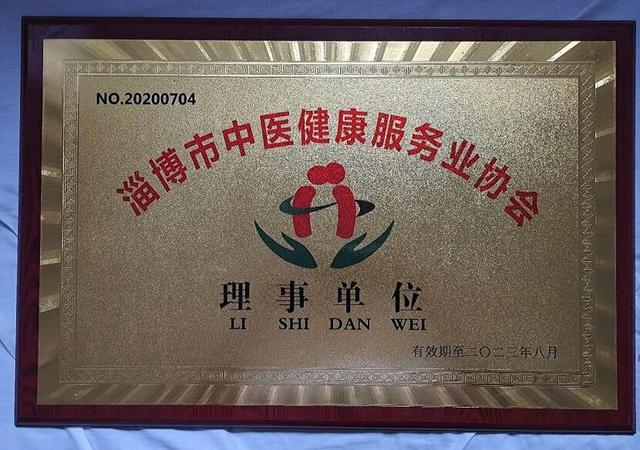 NO.20200704
淄博市中医健康服务业协会
理事单位
LI SHI DAN WEI
有效期至二〇二三年八月